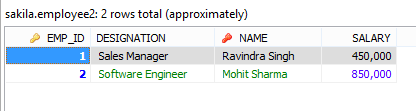 sakila.employee2: 2 rows total (approximately)
EMP_ID DESIGNATION NAME SALARY
1 Sales Manager Ravindra Singh 450,000
2 Software Engineer Mohit Sharma 850,000